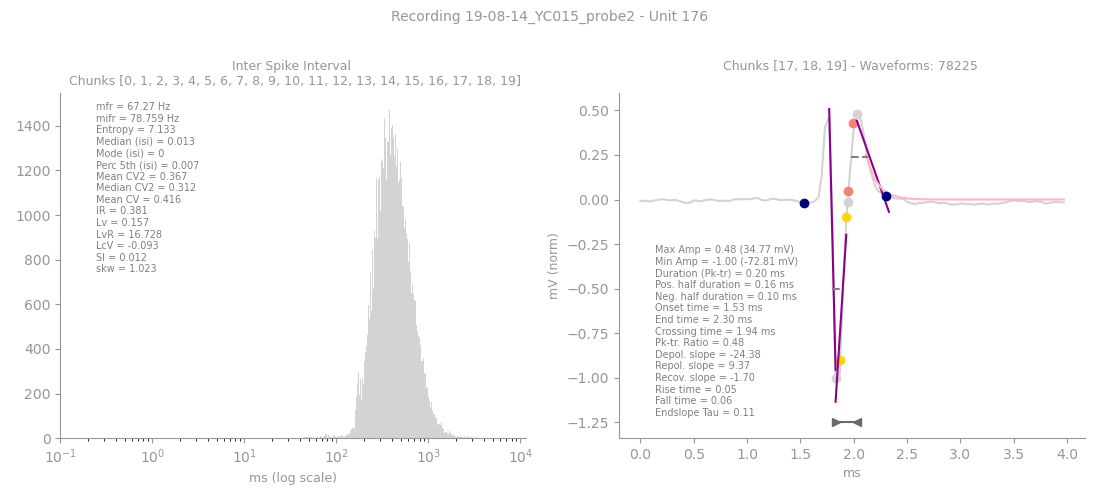 Recording 19-08-14_YC015_probe2 - Unit 176
Inter Spike Interval
Chunks [0, 1, 2, 3, 4, 5, 6, 7, 8, 9, 10, 11, 12, 13, 14, 15, 16, 17, 18, 19]
mfr = 67.27 Hz
mifr = 78.759 Hz
Entropy = 7.133
Median (isi) = 0.013
Mode (isi) = 0
Perc 5th (isi) = 0.007
Mean CV2 = 0.367
Median CV2 = 0.312
Mean CV = 0.416
IR = 0.381
Lv = 0.157
LvR = 16.728
LcV = -0.093
SI = 0.012
skw = 1.023
1400
1200
1000
800
600
400
200
0
10⁻¹ 10⁰ 10¹ 10² 10³ 10⁴
ms (log scale)
Chunks [17, 18, 19] - Waveforms: 78225
mV (norm)
0.50
0.25
0.00
−0.25
−0.50
−0.75
−1.00
−1.25
Max Amp = 0.48 (34.77 mV)
Min Amp = -1.00 (-72.81 mV)
Duration (Pk-tr) = 0.20 ms
Pos. half duration = 0.16 ms
Neg. half duration = 0.10 ms
Onset time = 1.53 ms
End time = 2.30 ms
Crossing time = 1.94 ms
Pk-tr. Ratio = 0.48
Depol. slope = -24.38
Repol. slope = 9.37
Recov. slope = -1.70
Rise time = 0.05
Fall time = 0.06
Endslope Tau = 0.11
0.0 0.5 1.0 1.5 2.0 2.5 3.0 3.5 4.0
ms